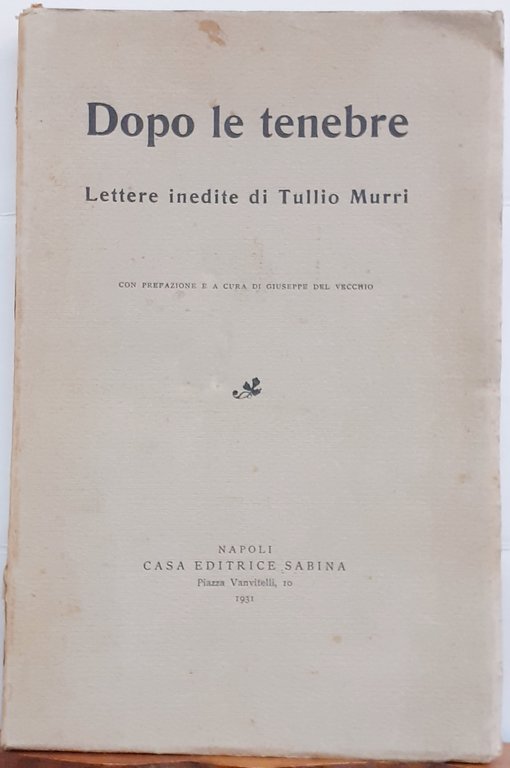 Dopo le tenebre
Lettere inedite di Tullio Murri
CON PREFAZIONE E A CURA DI GIUSEPPE DEL VECCHIO
NAPOLI
CASA EDITRICE SABINA
Piazza Vanvitelli, 10
1931